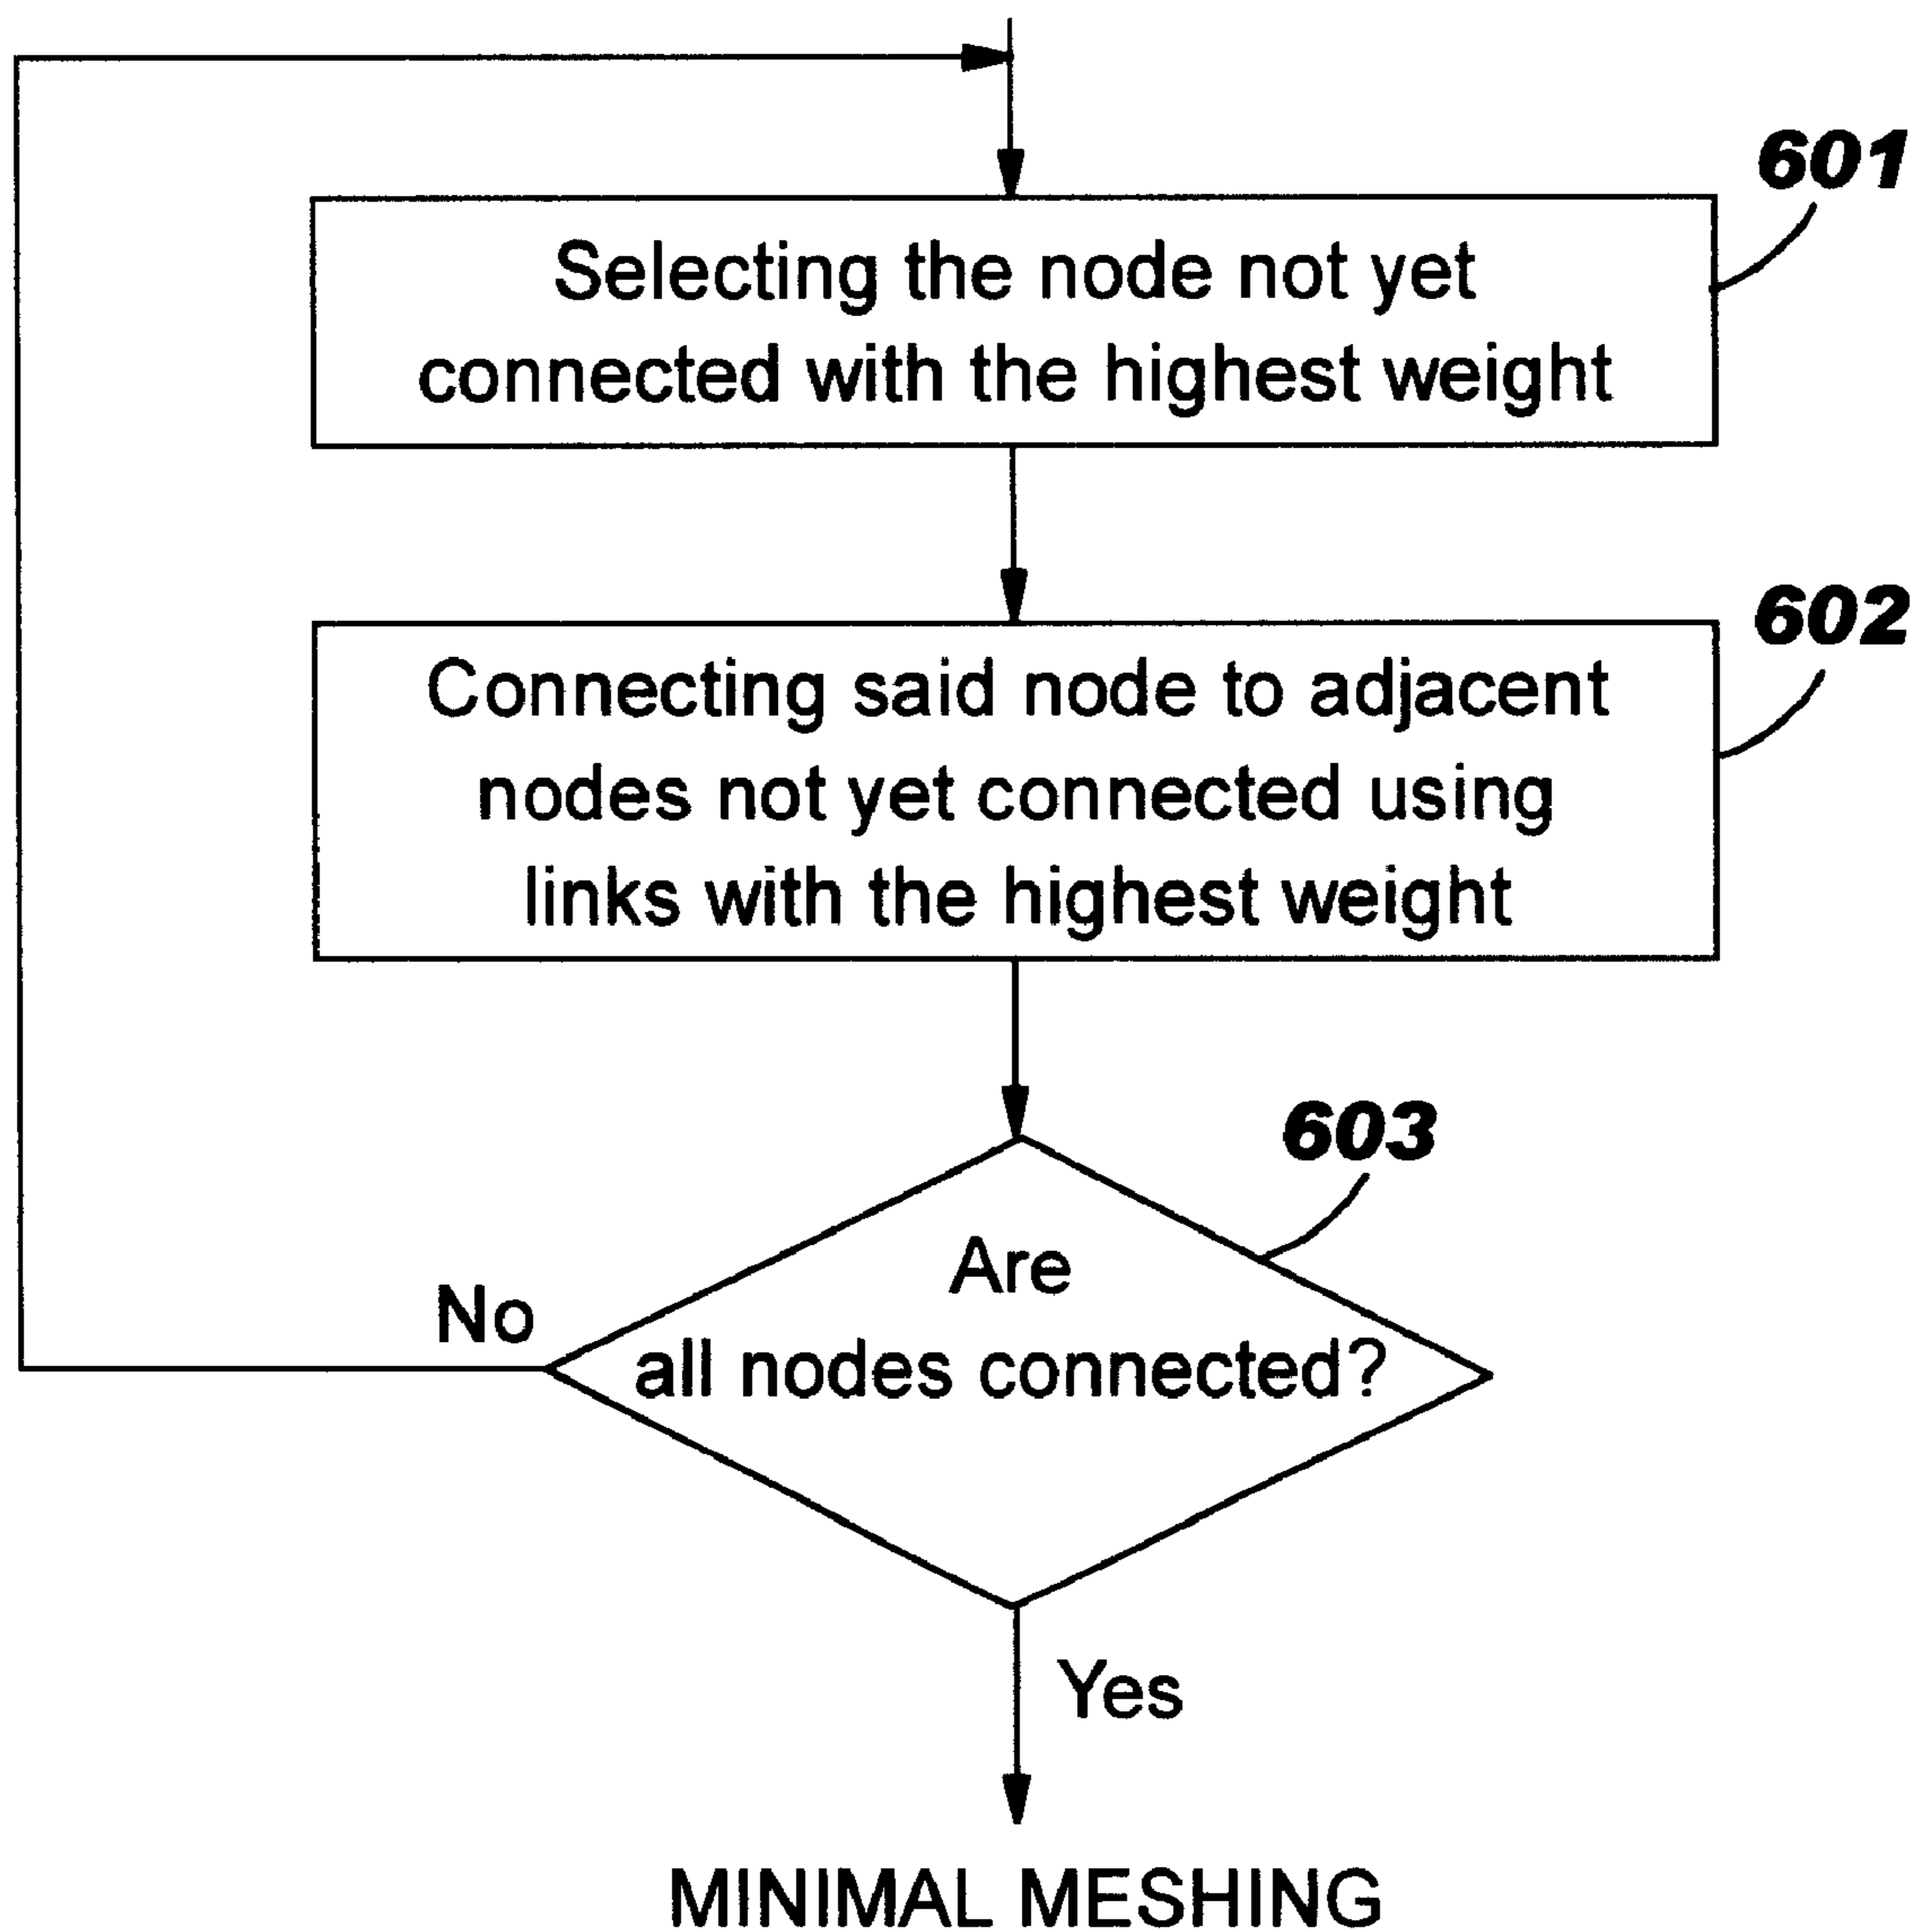 601
Selecting the node not yet
connected with the highest weight
602
Connecting said node to adjacent
nodes not yet connected using
links with the highest weight
603
Are
all nodes connected?
No
Yes
MINIMAL MESHING